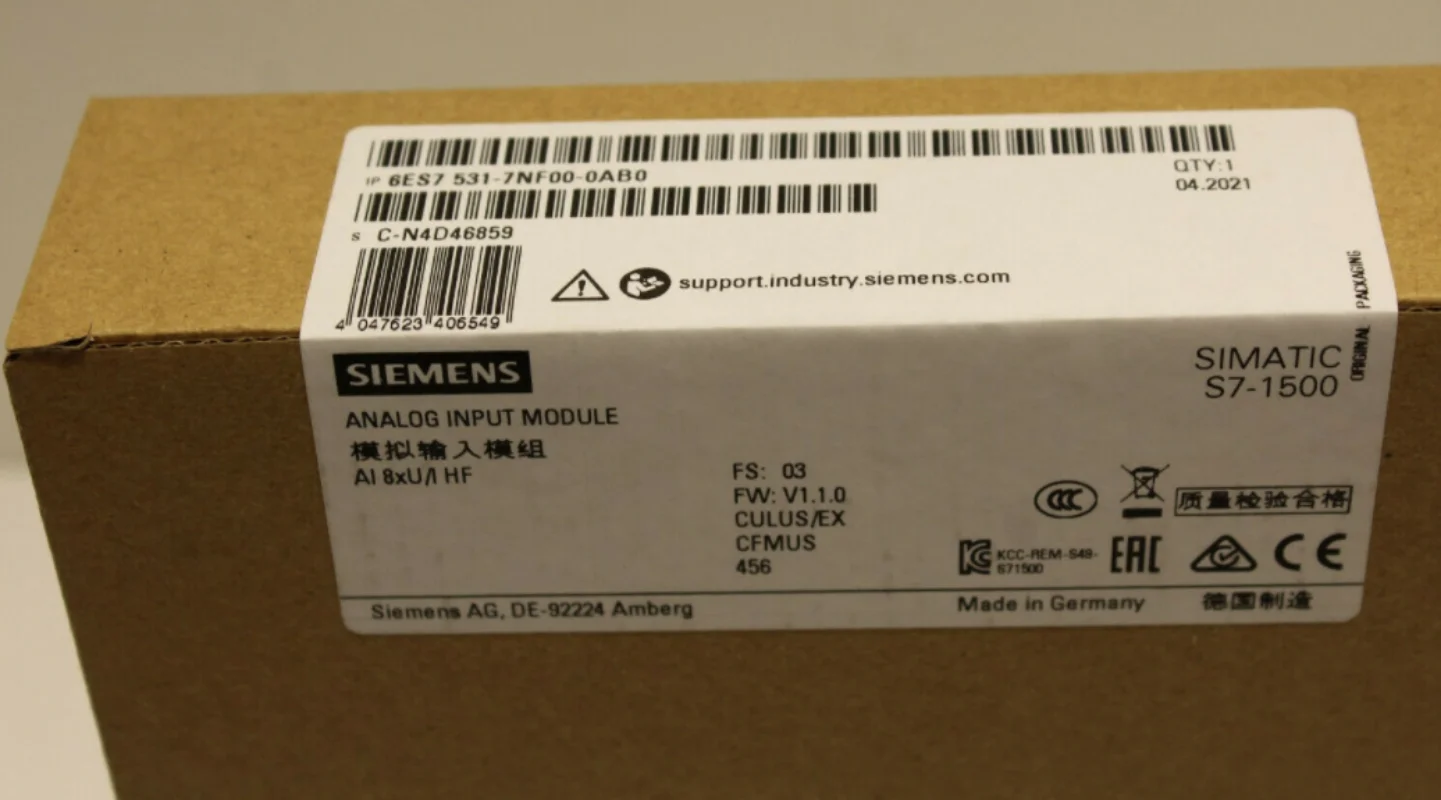 1P 6ES7 531-7NF00-0AB0
QTY:1
04.2021
S C-N4D46859
4 047623 406549
support.industry.siemens.com
ORIGINAL PACKAGING
SIEMENS
SIMATIC
S7-1500
ANALOG INPUT MODULE
模拟输入模组
AI 8xU/I HF
FS: 03
FW: V1.1.0
CULUS/EX
CFMUS
456
CCC
质量检验合格
KCC-REM-S49-
S71500
EAC
CE
Siemens AG, DE-92224 Amberg
Made in Germany
德国制造